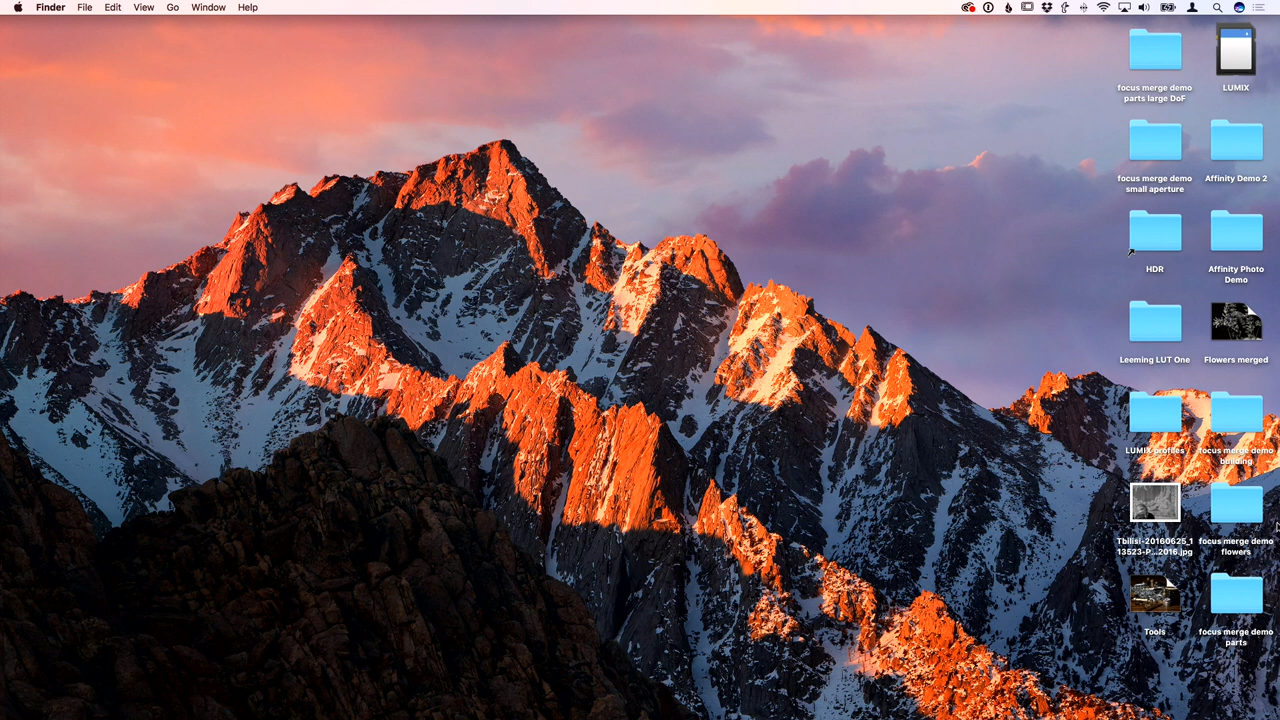 Finder File Edit View Go Window Help
focus merge demo
parts large DoF
LUMIX
focus merge demo
small aperture
Affinity Demo 2
HDR
Affinity Photo
Demo
Leeming LUT One
Flowers merged
LUMIX profiles
focus merge demo
building
Tbilisi-20160625_1
13523-P...2016.jpg
focus merge demo
flowers
Tools
focus merge demo
parts